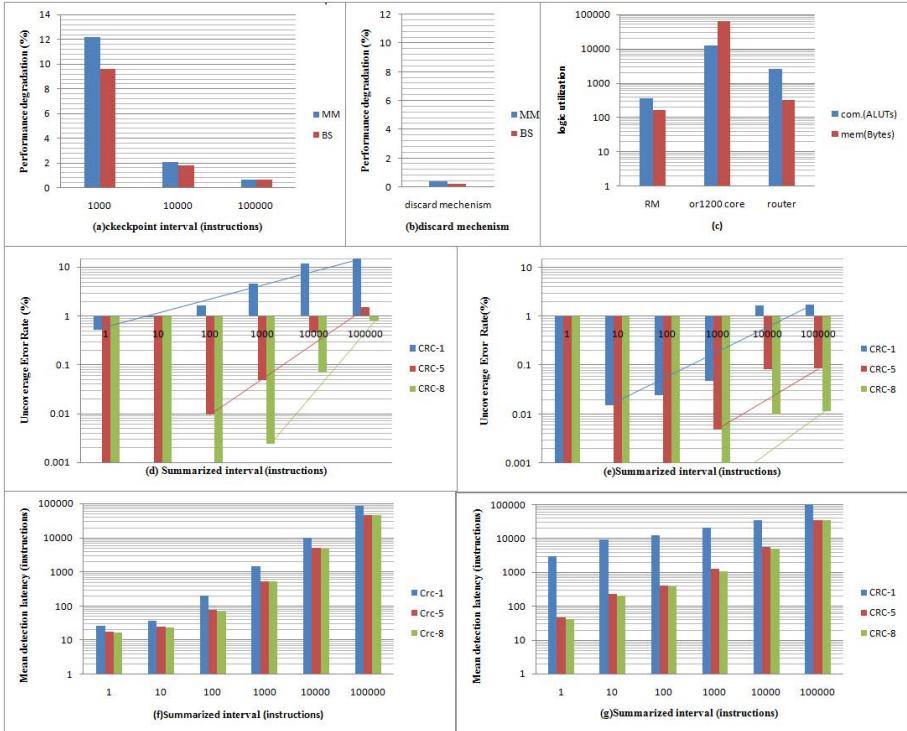 14
12
10
8
6
4
2
0
Performance degradation (%)
1000
10000
100000
MM
BS
(a)ckeckpoint interval (instructions)
12
10
8
6
4
2
0
Performance degradation (%)
discard mechenism
MM
BS
(b)discard mechenism
100000
10000
1000
100
10
1
logic utilization
RM
or1200 core
router
com.(ALUTs)
mem(Bytes)
(c)
10
1
0.1
0.01
0.001
Uncoverage Error Rate (%)
1
10
100
1000
10000
100000
CRC-1
CRC-5
CRC-8
(d) Summarized interval (instructions)
10
1
0.1
0.01
0.001
Uncoverage Error Rate(%)
1
10
100
1000
10000
100000
CRC-1
CRC-5
CRC-8
(e)Summarized interval (instructions)
100000
10000
1000
100
10
1
Mean detection latency (instructions)
1
10
100
1000
10000
100000
Crc-1
Crc-5
Crc-8
(f)Summarized interval (instructions)
100000
10000
1000
100
10
1
Mean detection latency (instructions)
1
10
100
1000
10000
100000
CRC-1
CRC-5
CRC-8
(g)Summarized interval (instructions)